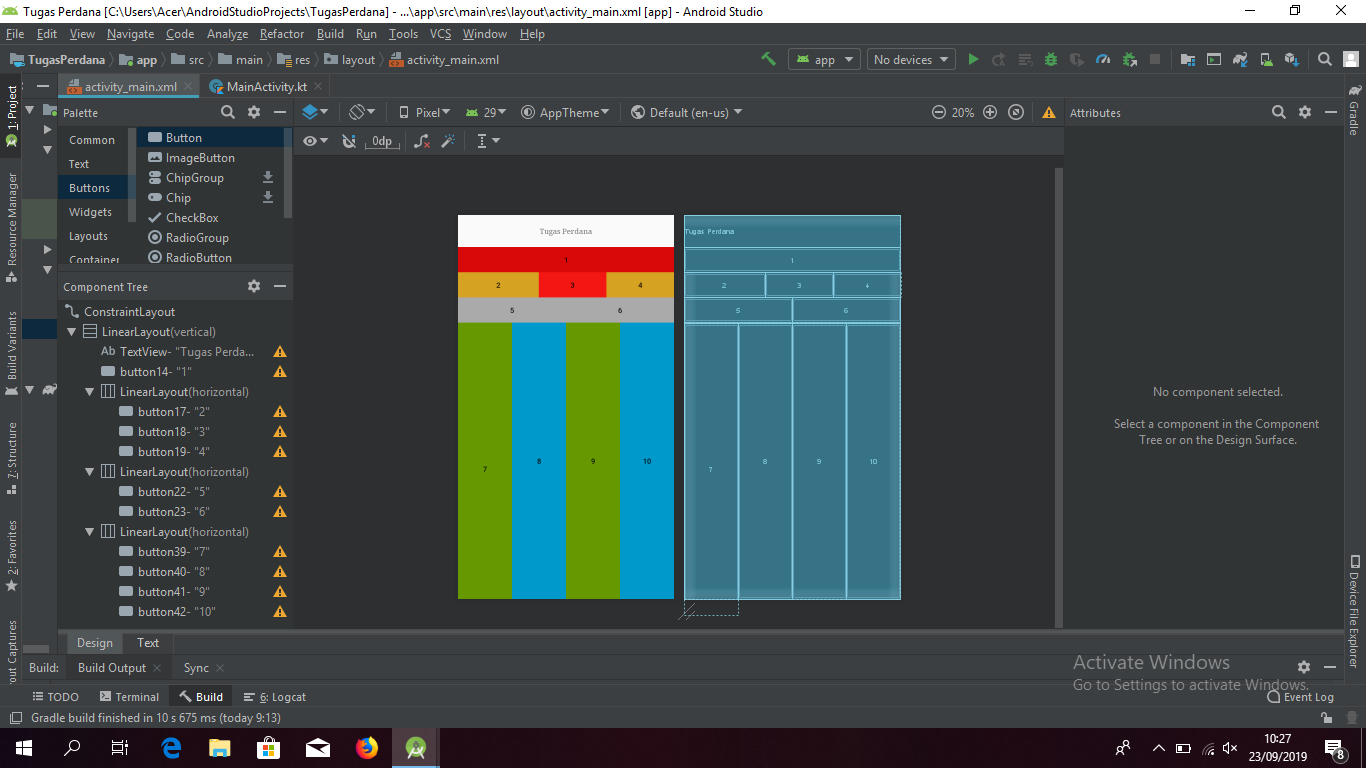 Tugas Perdana [C:\Users\Acer\AndroidStudioProjects\TugasPerdana] - ...\app\src\main\res\layout\activity_main.xml [app] - Android Studio
File Edit View Navigate Code Analyze Refactor Build Run Tools VCS Window Help
TugasPerdana app src main res layout activity_main.xml app No devices
activity_main.xml MainActivity.kt
1: Project
Resource Manager
Build Variants
7: Structure
2: Favorites
out Captures
Palette
Common
Text
Buttons
Widgets
Layouts
Container
Button
ImageButton
ChipGroup
Chip
CheckBox
RadioGroup
RadioButton
Pixel 29 AppTheme Default (en-us) 20%
0dp
Component Tree
ConstraintLayout
LinearLayout(vertical)
Ab TextView- "Tugas Perda...
button14- "1"
LinearLayout(horizontal)
button17- "2"
button18- "3"
button19- "4"
LinearLayout(horizontal)
button22- "5"
button23- "6"
LinearLayout(horizontal)
button39- "7"
button40- "8"
button41- "9"
button42- "10"
Tugas Perdana
1
2 3 4
5 6
7 8 9 10
Tugas Perdana
1
2 3 4
5 6
7 8 9 10
Attributes
No component selected.
Select a component in the Component
Tree or on the Design Surface.
Gradle
Device File Explorer
Design Text
Build: Build Output Sync
Activate Windows
Go to Settings to activate Windows.
TODO Terminal Build 6: Logcat Event Log
Gradle build finished in 10 s 675 ms (today 9:13)
10:27
23/09/2019
8